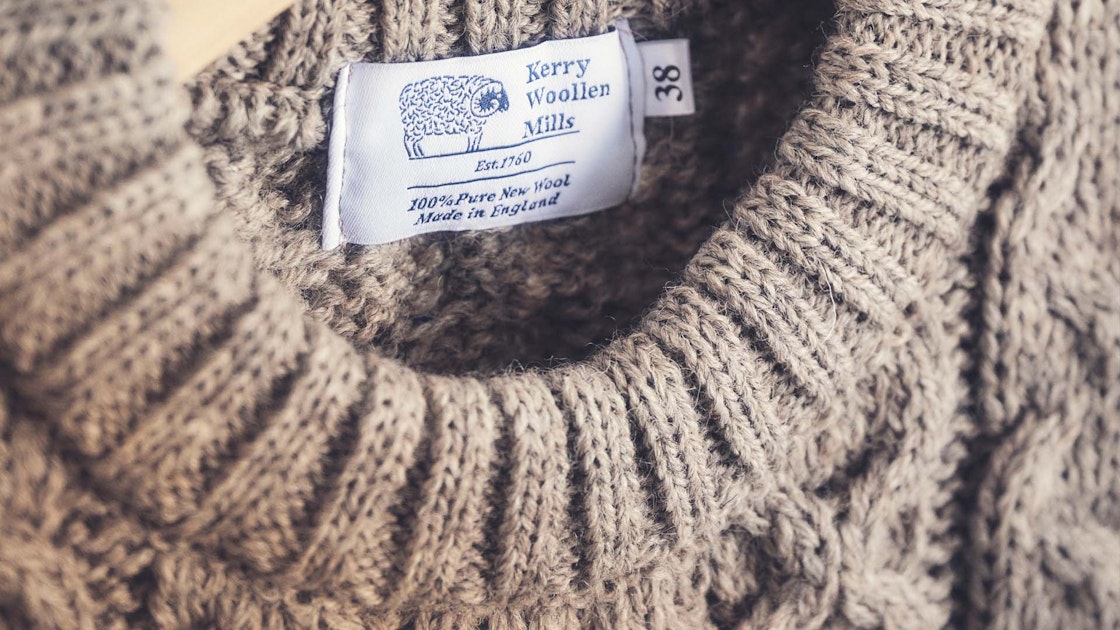 Kerry
Woollen
Mills
Est.1760
100% Pure New Wool
Made in England
38